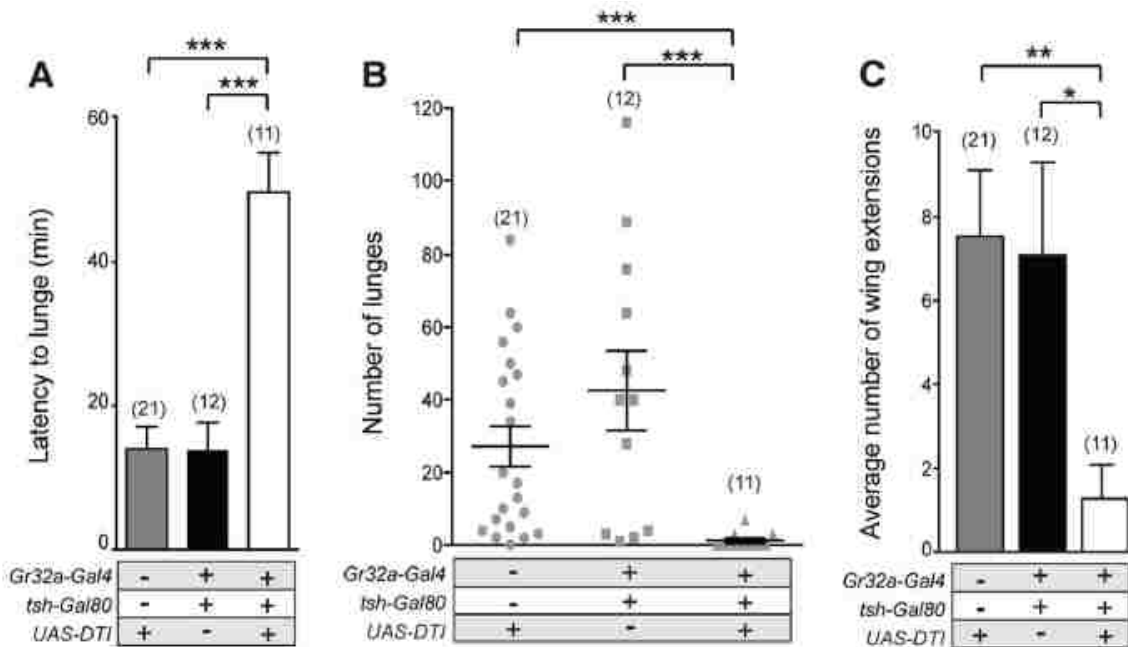 A
***
***
60
(11)
40
20
(21)
(12)
0
Latency to lunge (min)
Gr32a-Gal4 - + +
tsh-Gal80 - + +
UAS-DTI + - +
B
***
***
120
(12)
100
(21)
80
60
40
20
(11)
0
Number of lunges
Gr32a-Gal4 - + +
tsh-Gal80 - + +
UAS-DTI + - +
C
**
*
10
(21)
(12)
8
6
4
2
(11)
0
Average number of wing extensions
Gr32a-Gal4 - + +
tsh-Gal80 - + +
UAS-DTI + - +